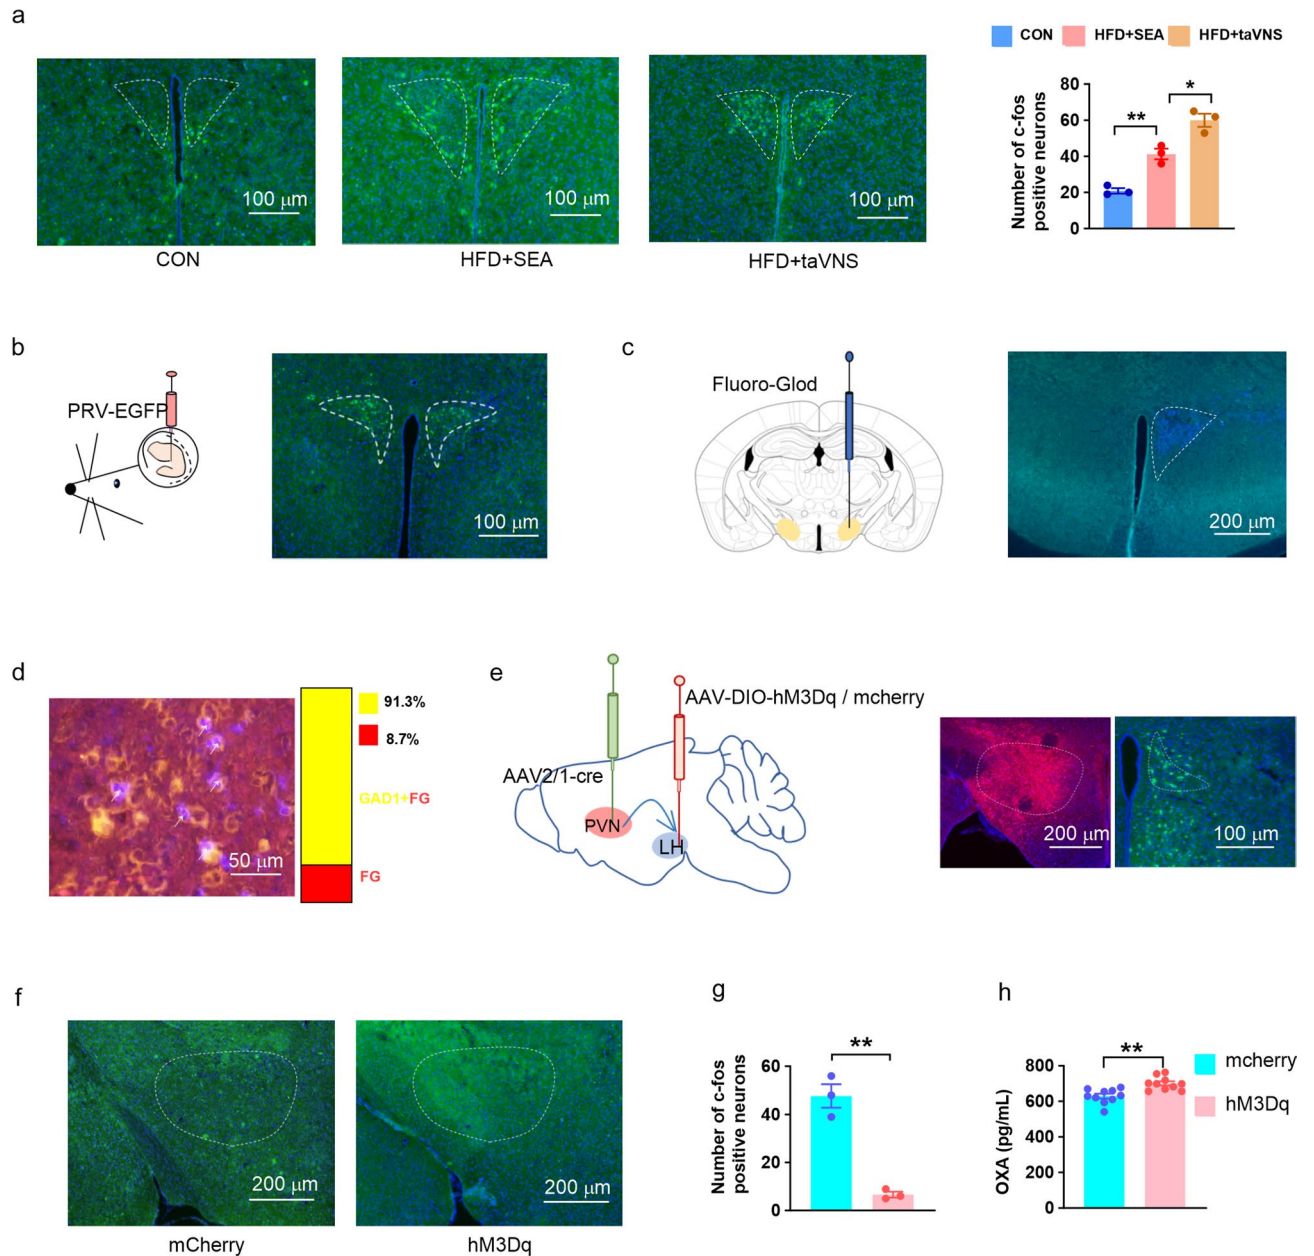 a
CON
HFD+SEA
HFD+taVNS
100 μm
100 μm
100 μm
CON
HFD+SEA
HFD+taVNS
Number of c-fos
positive neurons
80
60
40
20
0
**
*
b
PRV-EGFP
100 μm
c
Fluoro-Glod
200 μm
d
50 μm
91.3%
8.7%
GAD1+FG
FG
e
AAV-DIO-hM3Dq / mcherry
AAV2/1-cre
PVN
LH
200 μm
100 μm
f
200 μm
200 μm
mCherry
hM3Dq
g
Number of c-fos
positive neurons
60
40
20
0
**
h
OXA (pg/mL)
800
600
400
200
0
**
mcherry
hM3Dq